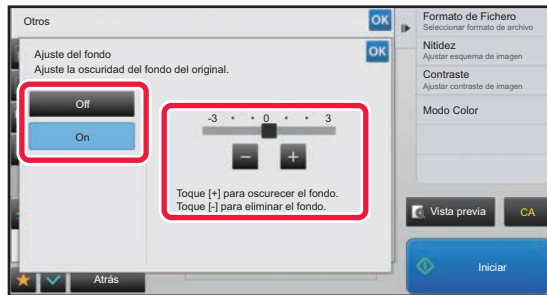 Otros
OK
Ajuste del fondo
OK
Ajuste la oscuridad del fondo del original.
Off
On
-3 0 3
- +
Toque [+] para oscurecer el fondo.
Toque [-] para eliminar el fondo.
Atrás
Formato de Fichero
Seleccionar formato de archivo
Nitidez
Ajustar esquema de imagen
Contraste
Ajustar contraste de imagen
Modo Color
Vista previa
CA
Iniciar